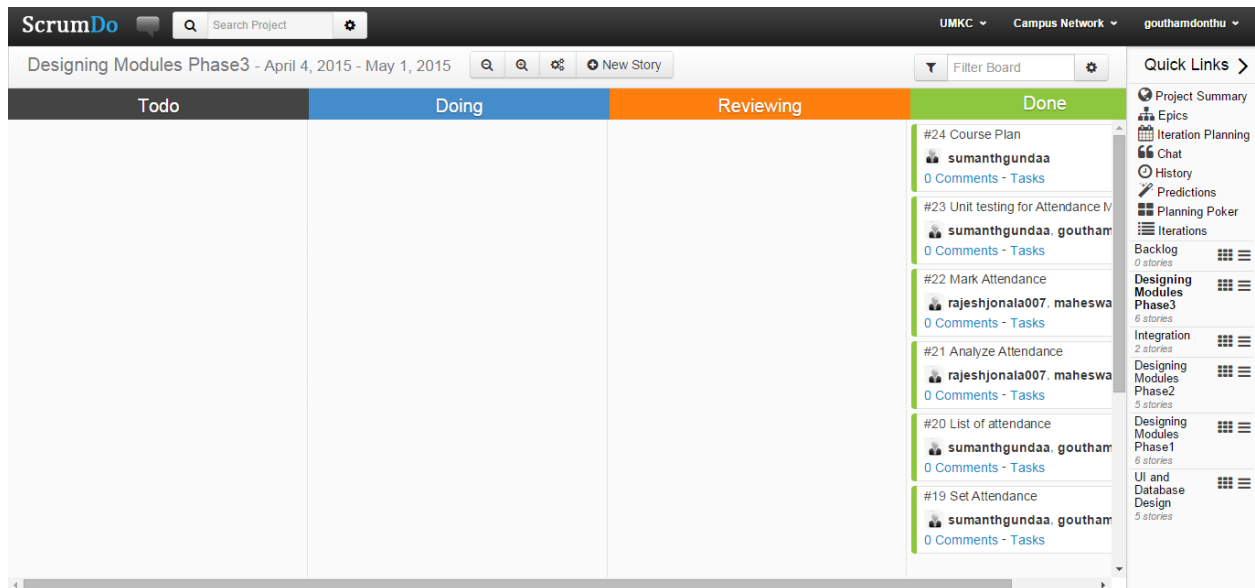 ScrumDo Search Project UMKC Campus Network gouthamdonthu
Designing Modules Phase3 - April 4, 2015 - May 1, 2015 New Story Filter Board
Todo Doing Reviewing Done
#24 Course Plan
sumanthgundaa
0 Comments - Tasks
#23 Unit testing for Attendance M
sumanthgundaa, goutham
0 Comments - Tasks
#22 Mark Attendance
rajeshjonala007, maheswa
0 Comments - Tasks
#21 Analyze Attendance
rajeshjonala007, maheswa
0 Comments - Tasks
#20 List of attendance
sumanthgundaa, goutham
0 Comments - Tasks
#19 Set Attendance
sumanthgundaa, goutham
0 Comments - Tasks
Quick Links
Project Summary
Epics
Iteration Planning
Chat
History
Predictions
Planning Poker
Iterations
Backlog
0 stories
Designing
Modules
Phase3
6 stories
Integration
2 stories
Designing
Modules
Phase2
5 stories
Designing
Modules
Phase1
6 stories
UI and
Database
Design
5 stories